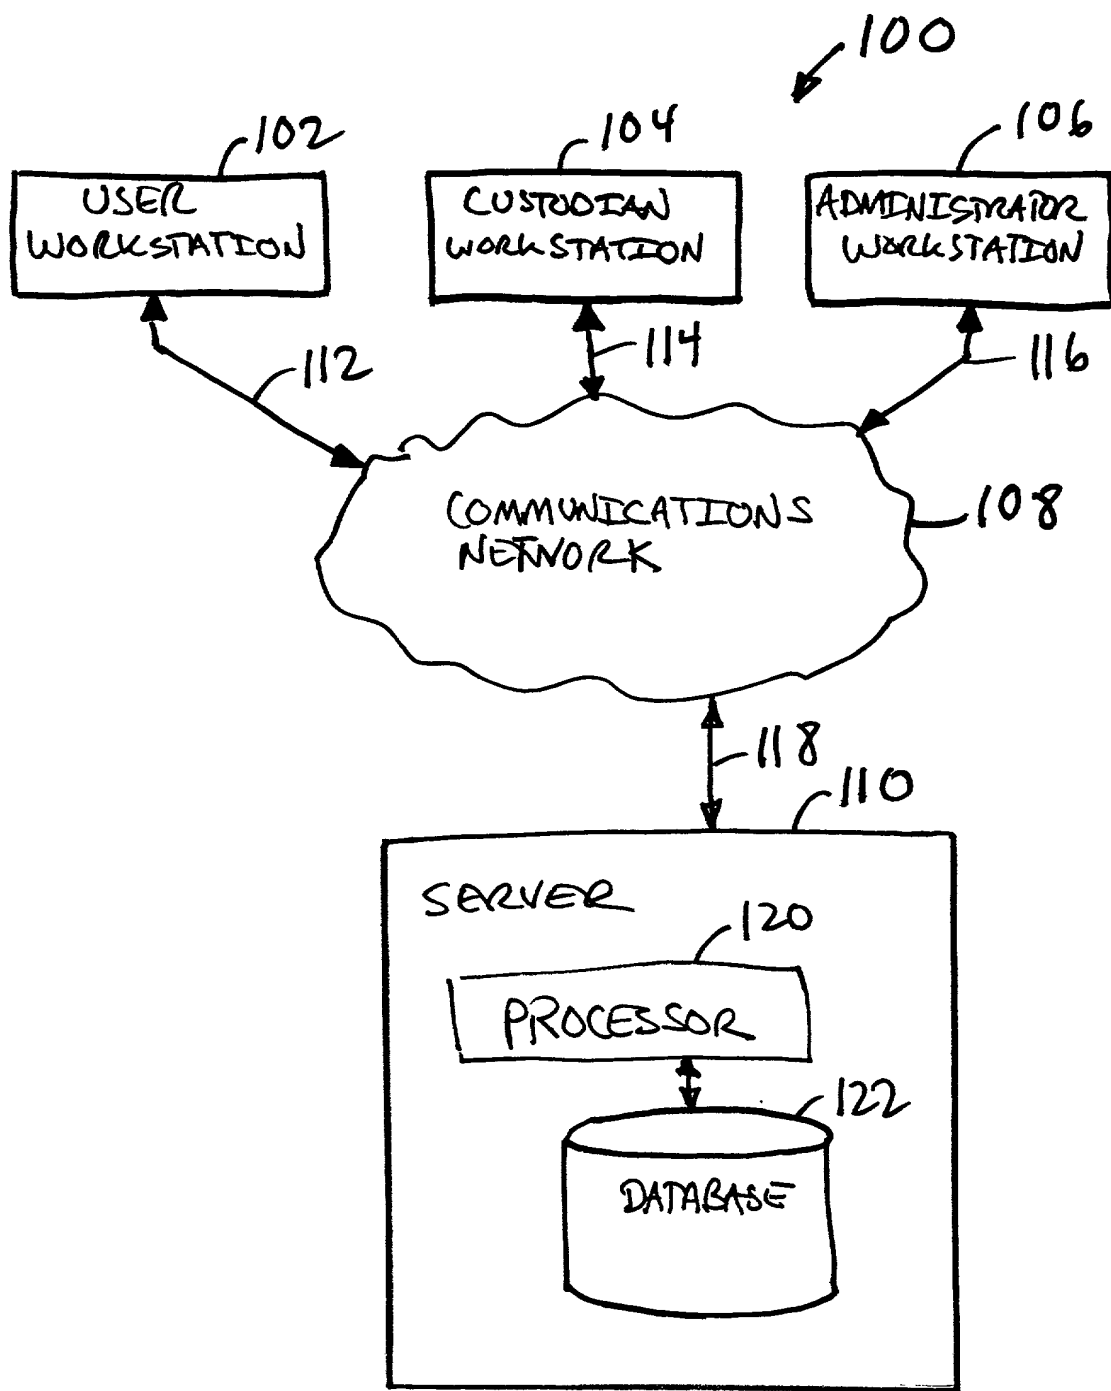 100
102
104
106
USER
WORKSTATION
CUSTODIAN
WORKSTATION
ADMINISTRATOR
WORKSTATION
112
114
116
COMMUNICATIONS
NETWORK
108
118
110
SERVER
120
PROCESSOR
122
DATABASE